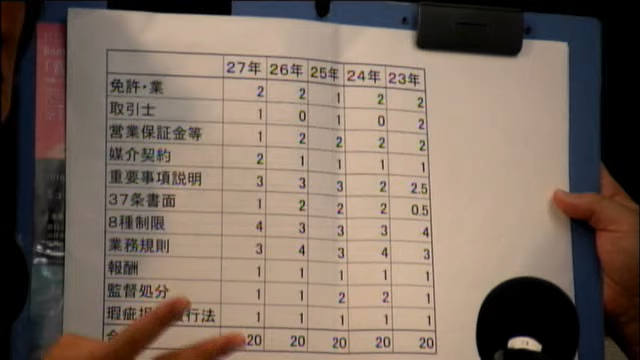 27年 26年 25年 24年 23年
免許・業 2 2 1 2 2
取引士 1 0 1 0 2
営業保証金等 1 2 2 2 2
媒介契約 2 1 1 1 1
重要事項説明 3 3 3 2 2.5
37条書面 1 2 2 2 0.5
8種制限 4 3 3 3 4
業務規則 3 4 3 4 3
報酬 1 1 1 1 1
監督処分 1 1 2 2 1
瑕疵担 行法 1 1 1 1 1
20 20 20 20 20